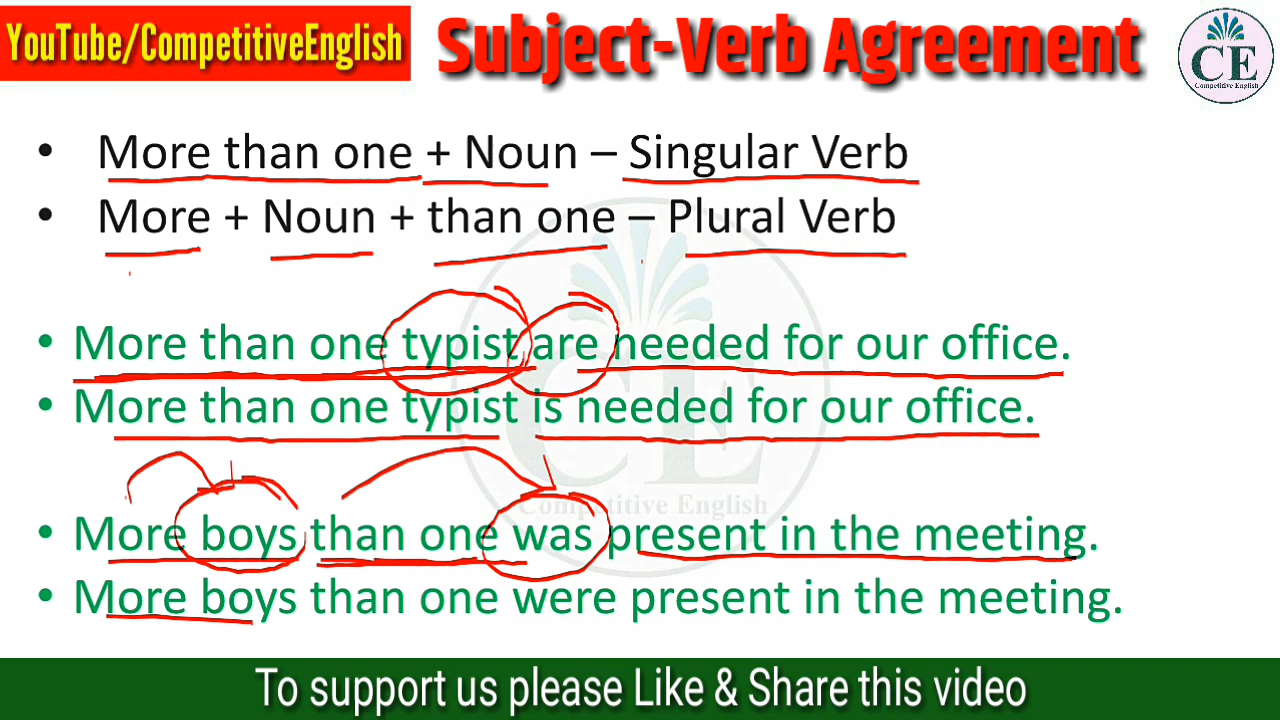 YouTube/CompetitiveEnglish
Subject-Verb Agreement
CE
Competitive English
• More than one + Noun – Singular Verb
• More + Noun + than one – Plural Verb
• More than one typist are needed for our office.
• More than one typist is needed for our office.
CE
Competitive English
• More boys than one was present in the meeting.
• More boys than one were present in the meeting.
To support us please Like & Share this video